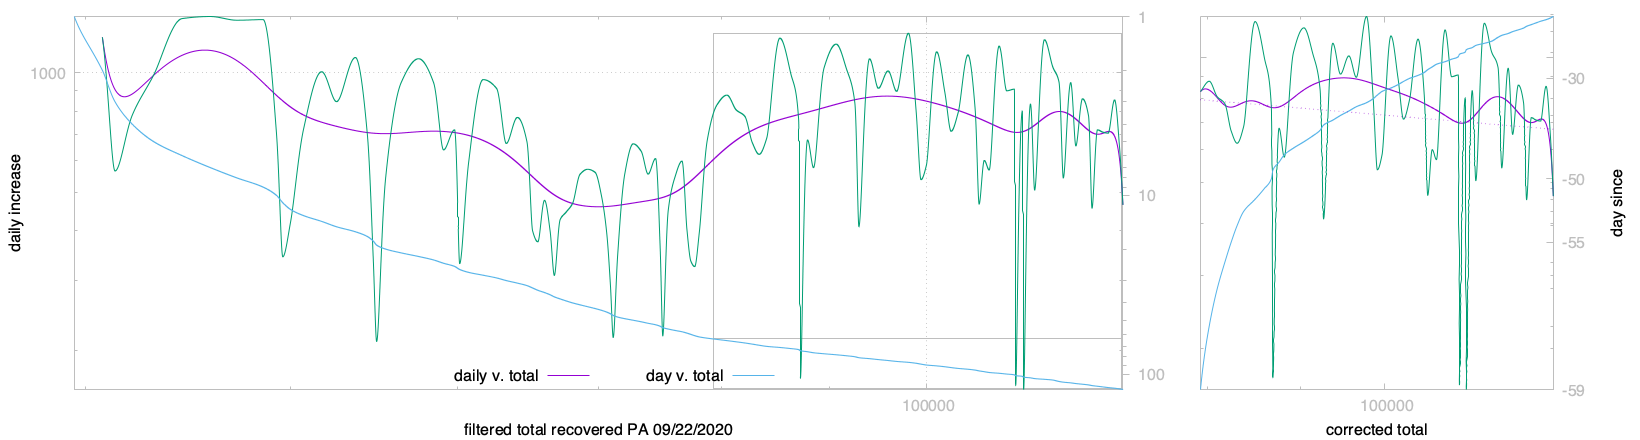 1000
daily increase
1
10
100
daily v. total
day v. total
100000
filtered total recovered PA 09/22/2020
-30
-50
-55
-59
day since
100000
corrected total